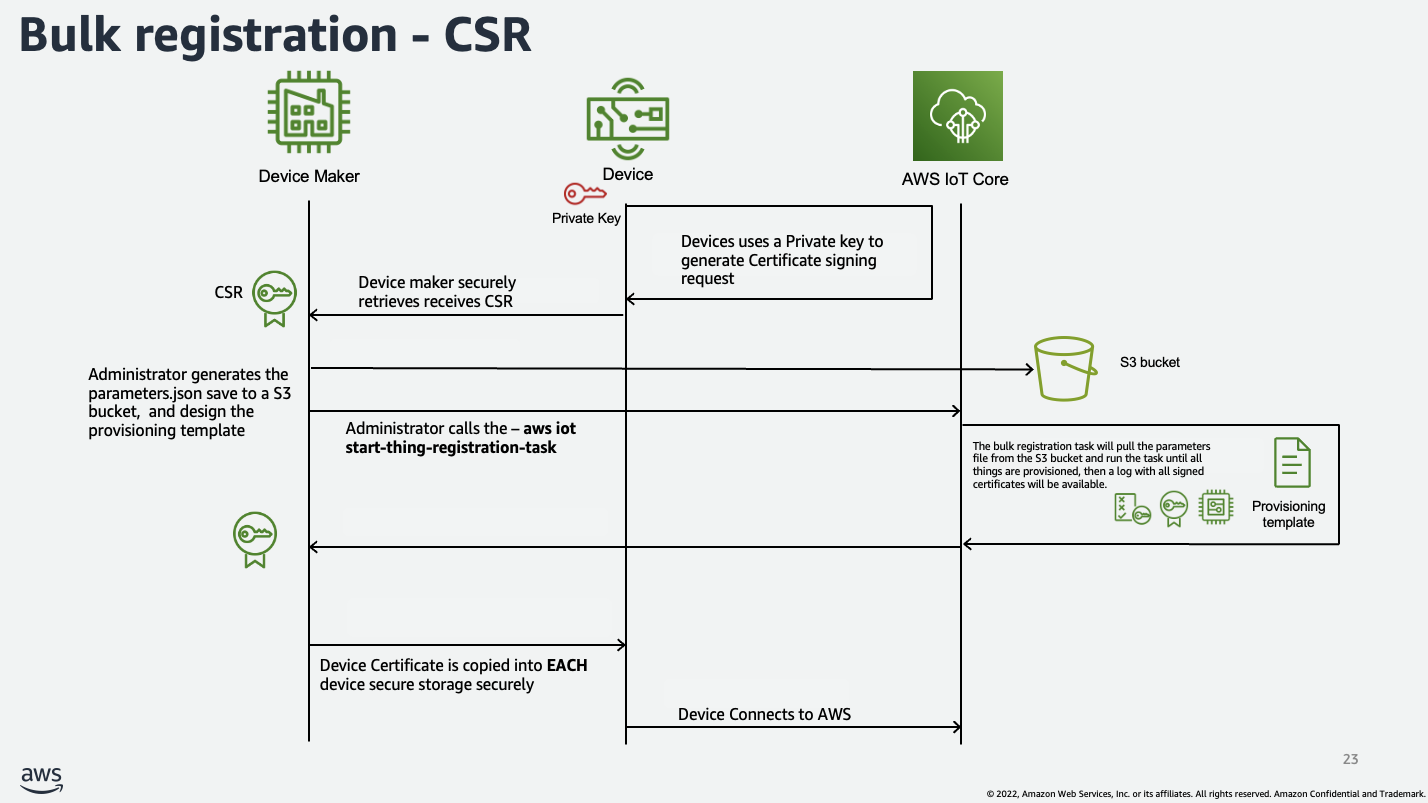 Bulk registration - CSR
Device Maker
Device
AWS IoT Core
Private Key
Devices uses a Private key to
generate Certificate signing
request
CSR
Device maker securely
retrieves receives CSR
S3 bucket
Administrator generates the
parameters.json save to a S3
bucket, and design the
provisioning template
Administrator calls the – aws iot
start-thing-registration-task
The bulk registration task will pull the parameters
file from the S3 bucket and run the task until all
things are provisioned, then a log with all signed
certificates will be available.
Provisioning
template
Device Certificate is copied into EACH
device secure storage securely
Device Connects to AWS
23
aws
© 2022, Amazon Web Services, Inc. or its affiliates. All rights reserved. Amazon Confidential and Trademark.